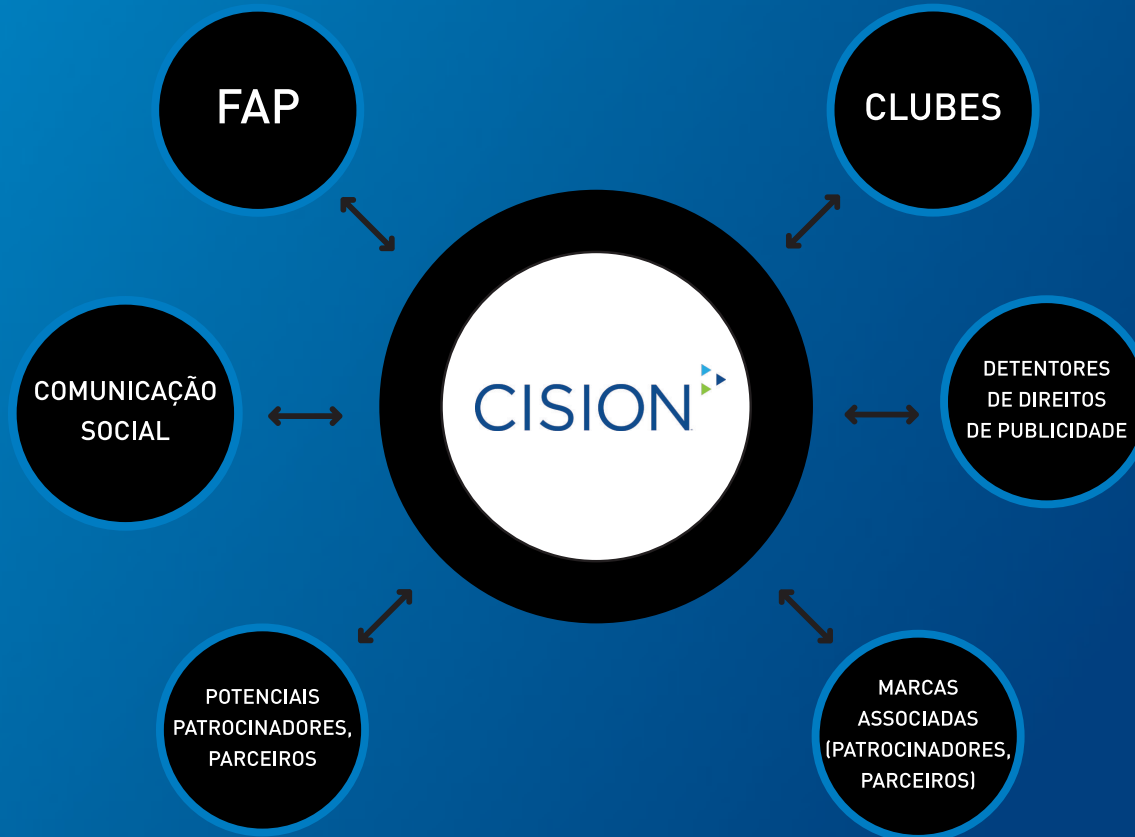 FAP
CLUBES
COMUNICAÇÃO
SOCIAL
CISION
DETENTORES
DE DIREITOS
DE PUBLICIDADE
POTENCIAIS
PATROCINADORES,
PARCEIROS
MARCAS
ASSOCIADAS
(PATROCINADORES,
PARCEIROS)